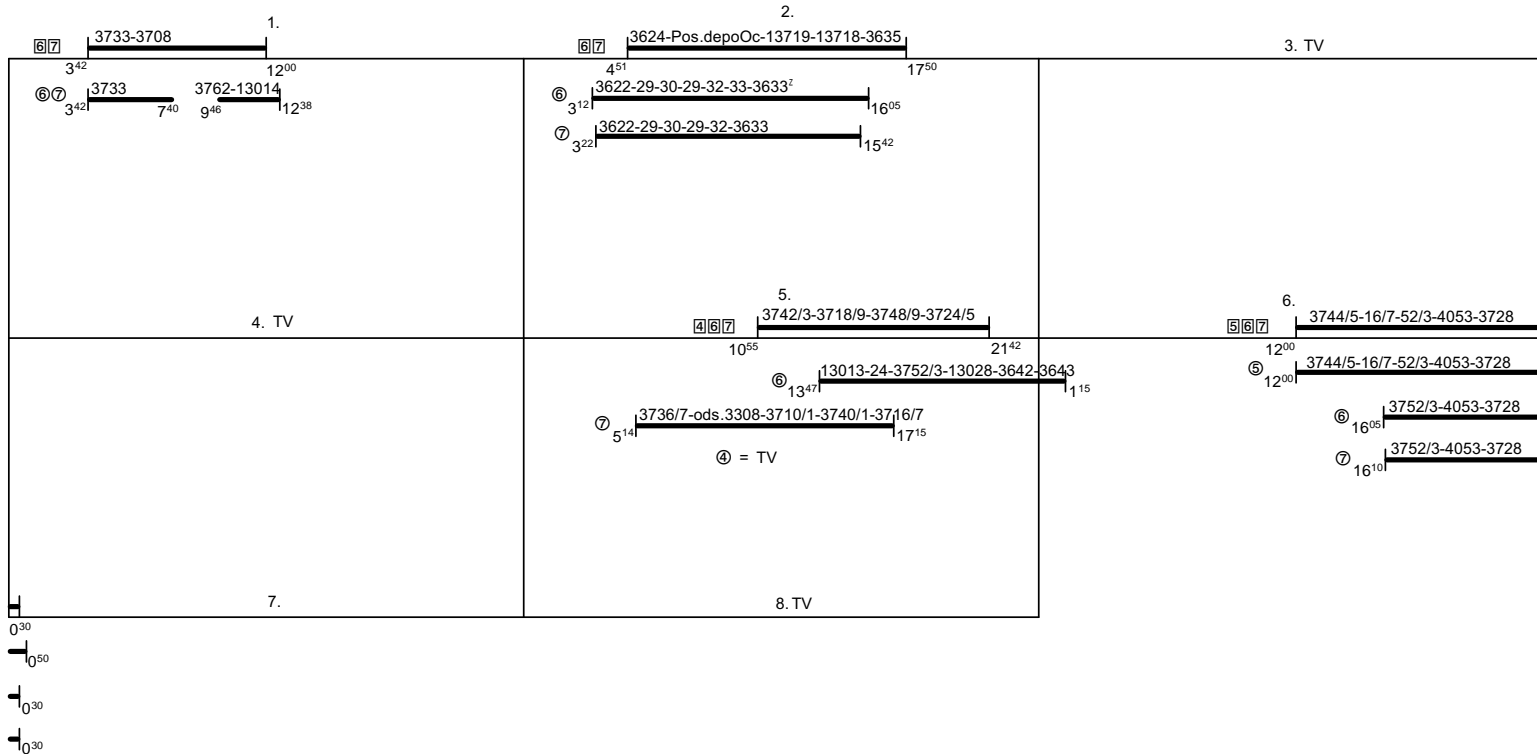 1.
2.
⑥⑦ 3733-3708
⑥⑦ 3624-Pos.depoOc-13719-13718-3635
3. TV
3⁴² 12⁰⁰
4⁵¹ 17⁵⁰
⑥⑦ 3⁴² 3733 7⁴⁰ 9⁴⁶ 3762-13014 12³⁸
⑥ 3¹² 3622-29-30-29-32-33-3633ᶻ 16⁰⁵
⑦ 3²² 3622-29-30-29-32-3633 15⁴²
4. TV
5.
6.
④⑥⑦ 3742/3-3718/9-3748/9-3724/5
⑤⑥⑦ 3744/5-16/7-52/3-4053-3728
10⁵⁵ 21⁴²
12⁰⁰
⑥ 13⁴⁷ 13013-24-3752/3-13028-3642-3643 1¹⁵
⑤ 12⁰⁰ 3744/5-16/7-52/3-4053-3728
⑦ 5¹⁴ 3736/7-ods.3308-3710/1-3740/1-3716/7 17¹⁵
⑥ 16⁰⁵ 3752/3-4053-3728
④ = TV
⑦ 16¹⁰ 3752/3-4053-3728
7.
8. TV
0³⁰
0⁵⁰
0³⁰
0³⁰